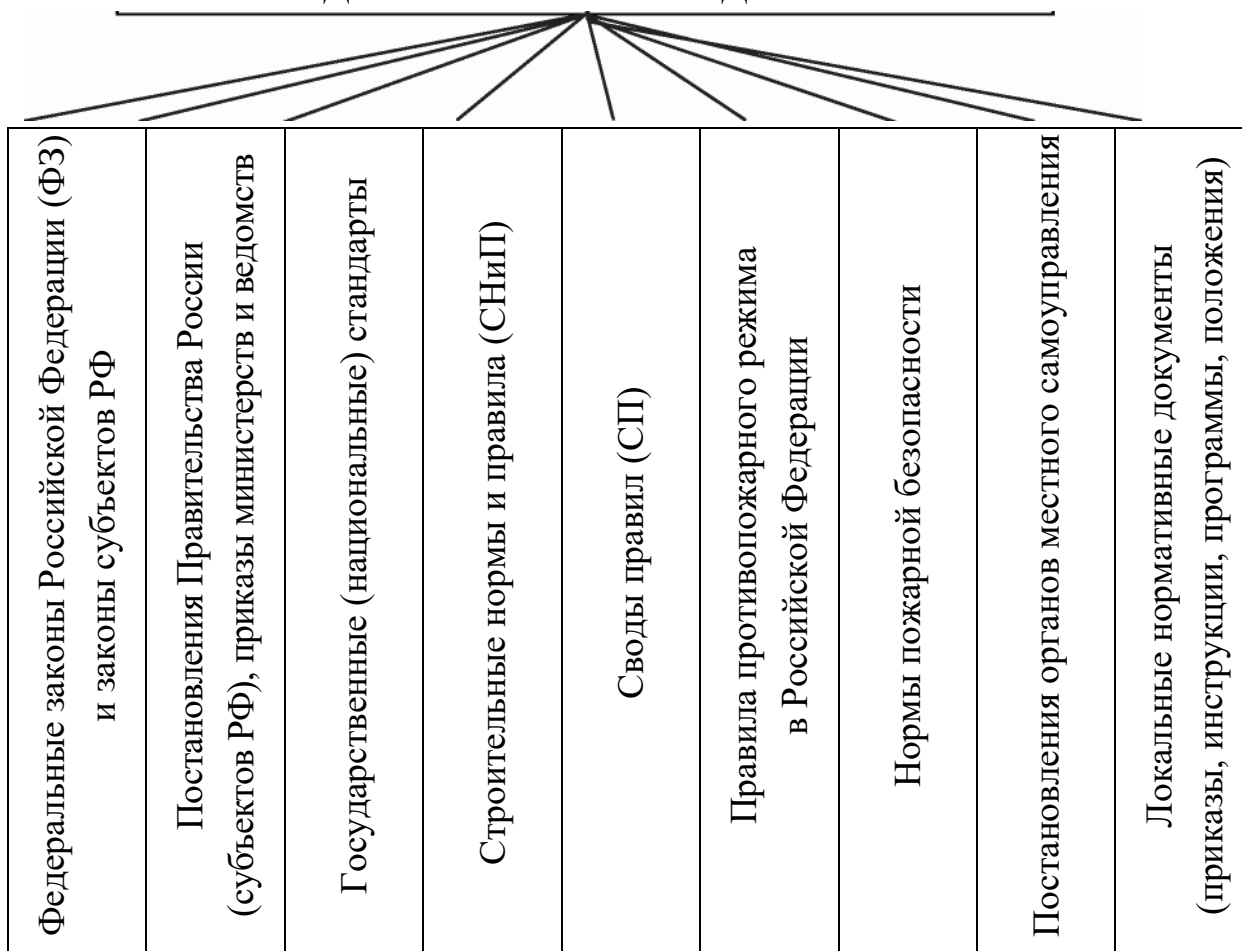 Федеральные законы Российской Федерации (ФЗ)
и законы субъектов РФ
Постановления Правительства России
(субъектов РФ), приказы министерств и ведомств
Государственные (национальные) стандарты
Строительные нормы и правила (СНиП)
Своды правил (СП)
Правила противопожарного режима
в Российской Федерации
Нормы пожарной безопасности
Постановления органов местного самоуправления
Локальные нормативные документы
(приказы, инструкции, программы, положения)